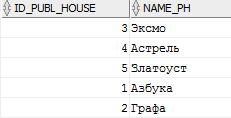 ID_PUBL_HOUSE NAME_PH
3 Эксмо
4 Астрель
5 Златоуст
1 Азбука
2 Графа